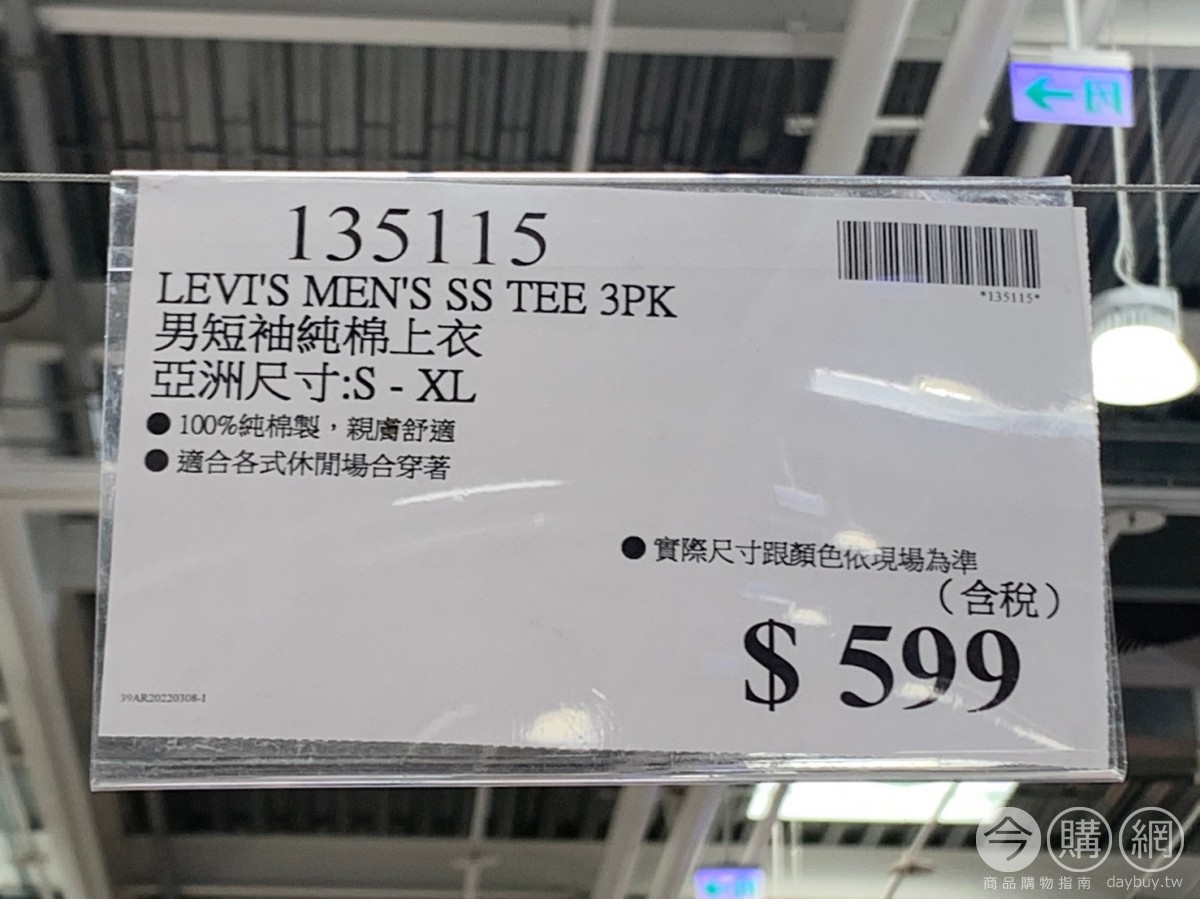 135115
*135115*
LEVI'S MEN'S SS TEE 3PK
男短袖純棉上衣
亞洲尺寸:S - XL
● 100%純棉製，親膚舒適
● 適合各式休閒場合穿著
● 實際尺寸跟顏色依現場為準
（含稅）
$ 599
39AR20220308-1
今購網
商品購物指南 daybuy.tw